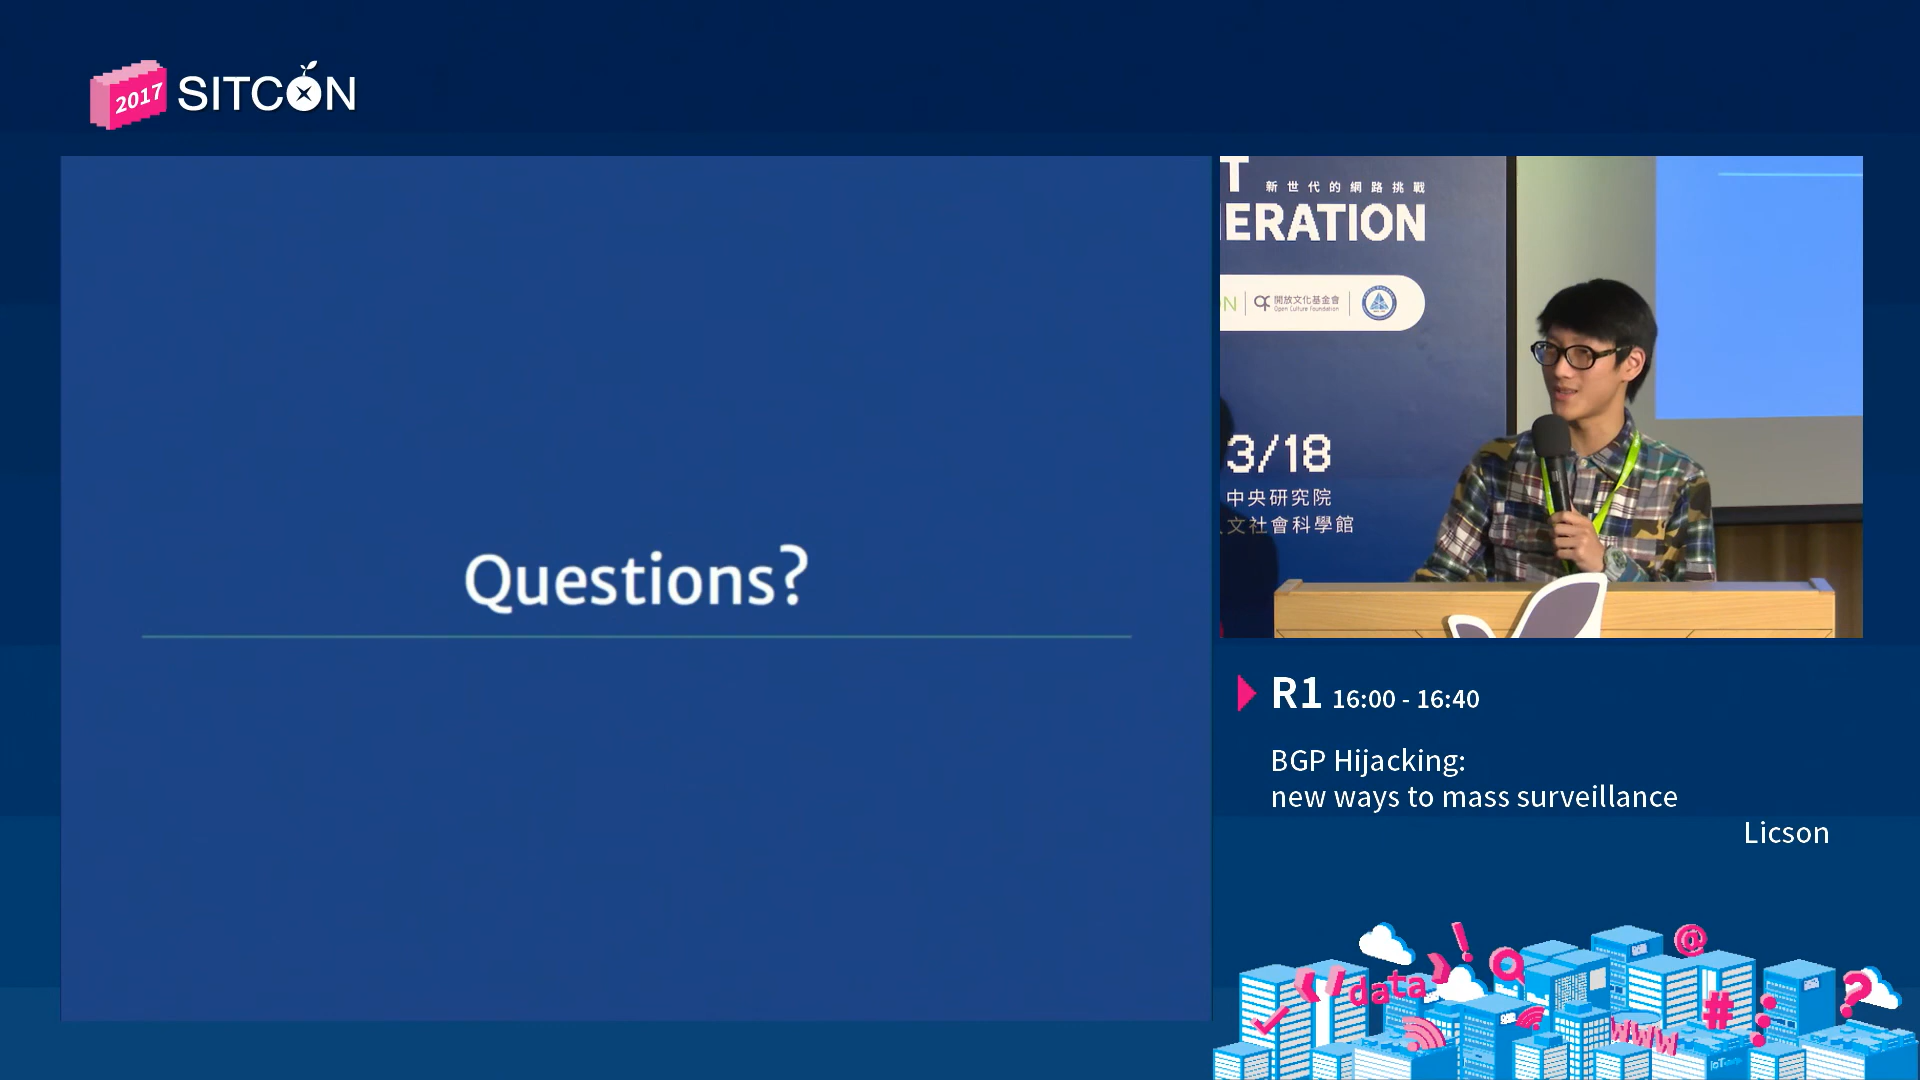 2017 SITCON
Questions?
T
新世代的網路挑戰
ERATION
N
開放文化基金會
Open Culture Foundation
3/18
中央研究院
文社會科學館
R1 16:00 - 16:40
BGP Hijacking:
new ways to mass surveillance
Licson
!
@
data
?
#
www
IoT